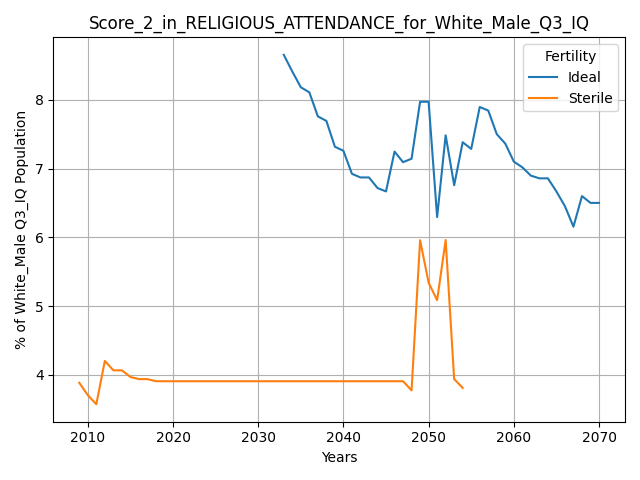 Score_2_in_RELIGIOUS_ATTENDANCE_for_White_Male_Q3_IQ
Fertility
Ideal
Sterile
% of White_Male Q3_IQ Population
8
7
6
5
4
2010 2020 2030 2040 2050 2060 2070
Years